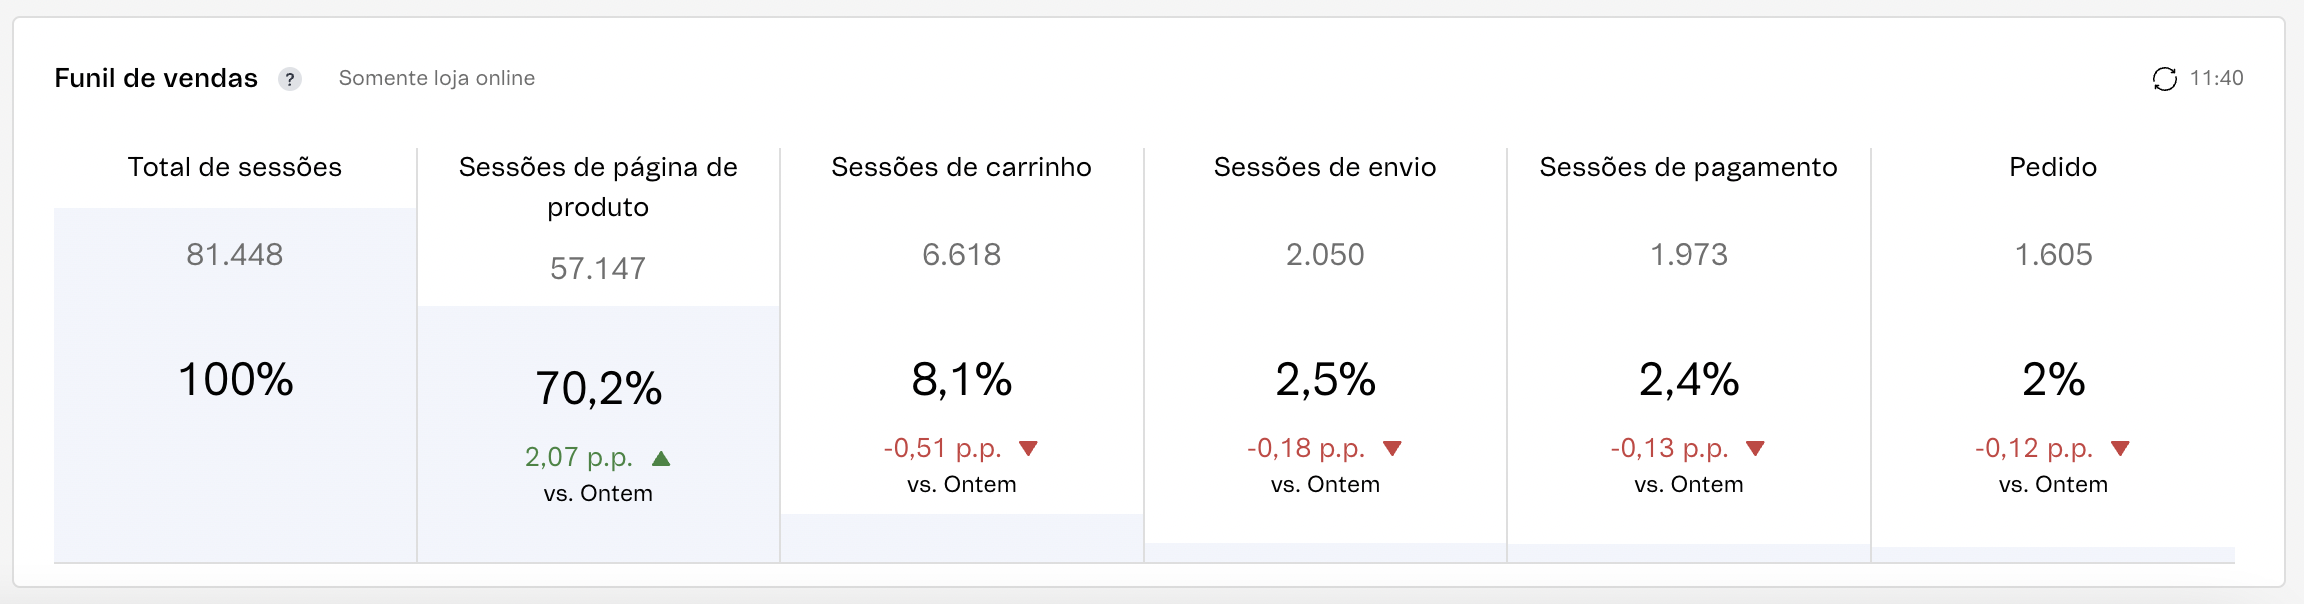 Funil de vendas ? Somente loja online 11:40
Total de sessões
81.448
100%
Sessões de página de
produto
57.147
70,2%
2,07 p.p.
vs. Ontem
Sessões de carrinho
6.618
8,1%
-0,51 p.p.
vs. Ontem
Sessões de envio
2.050
2,5%
-0,18 p.p.
vs. Ontem
Sessões de pagamento
1.973
2,4%
-0,13 p.p.
vs. Ontem
Pedido
1.605
2%
-0,12 p.p.
vs. Ontem